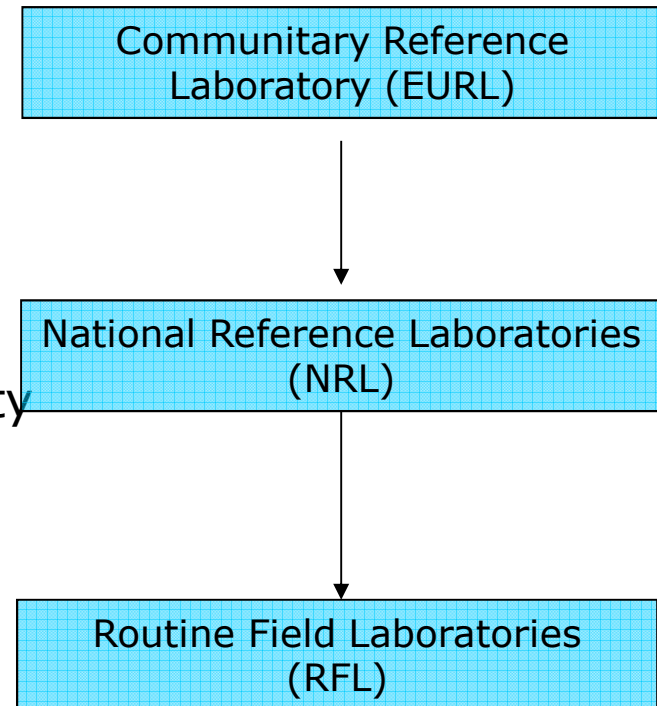 Communitary Reference
Laboratory (EURL)
National Reference Laboratories
(NRL)
Routine Field Laboratories
(RFL)